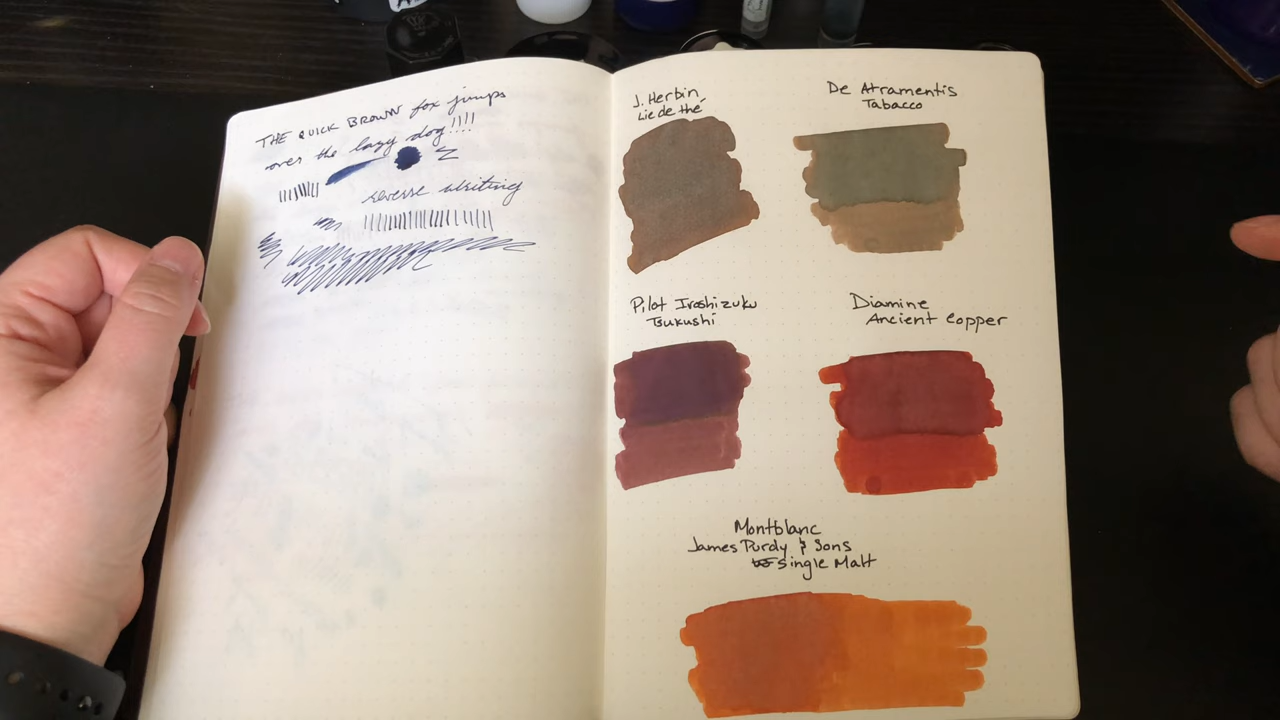 THE QUICK BROWN fox jumps
over the lazy dog!!!!
reverse writing
J. Herbin
Lie de thé
De Atramentis
Tabacco
Pilot Iroshizuku
Tsukushi
Diamine
Ancient Copper
Montblanc
James Purdy & Sons
Single Malt